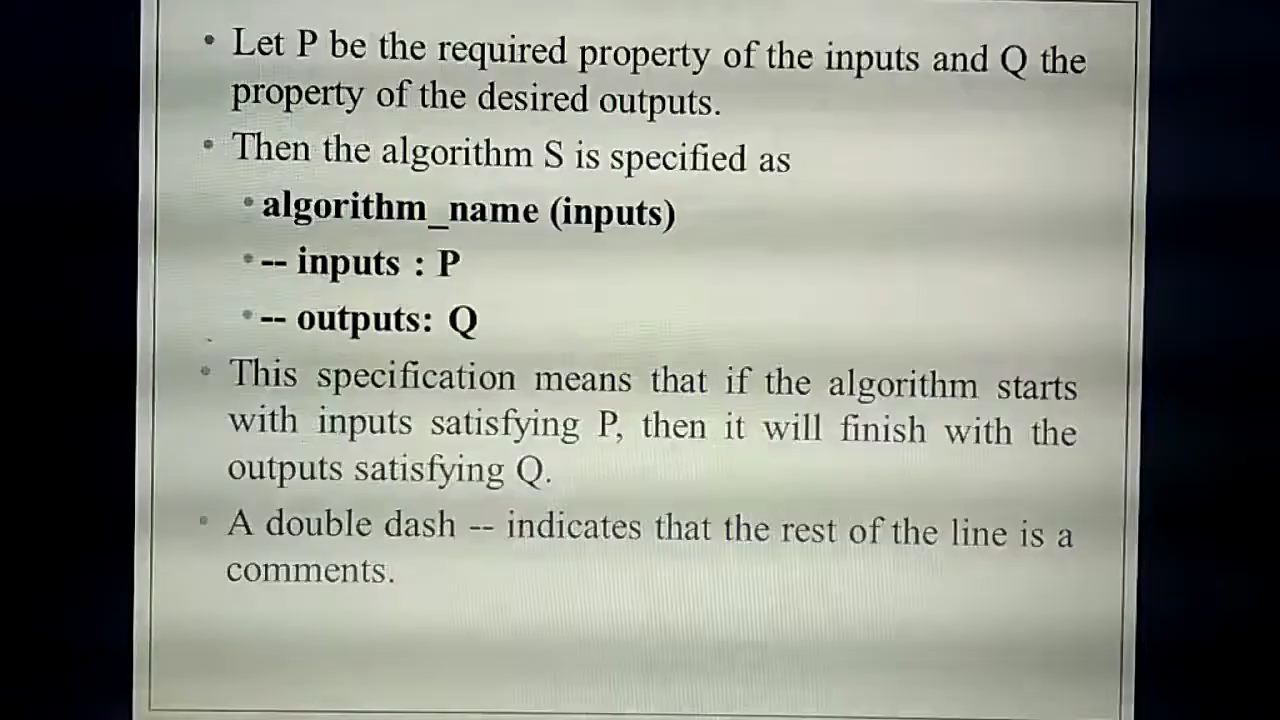 • Let P be the required property of the inputs and Q the
property of the desired outputs.
• Then the algorithm S is specified as
• algorithm_name (inputs)
• -- inputs : P
• -- outputs: Q
• This specification means that if the algorithm starts
with inputs satisfying P, then it will finish with the
outputs satisfying Q.
• A double dash -- indicates that the rest of the line is a
comments.